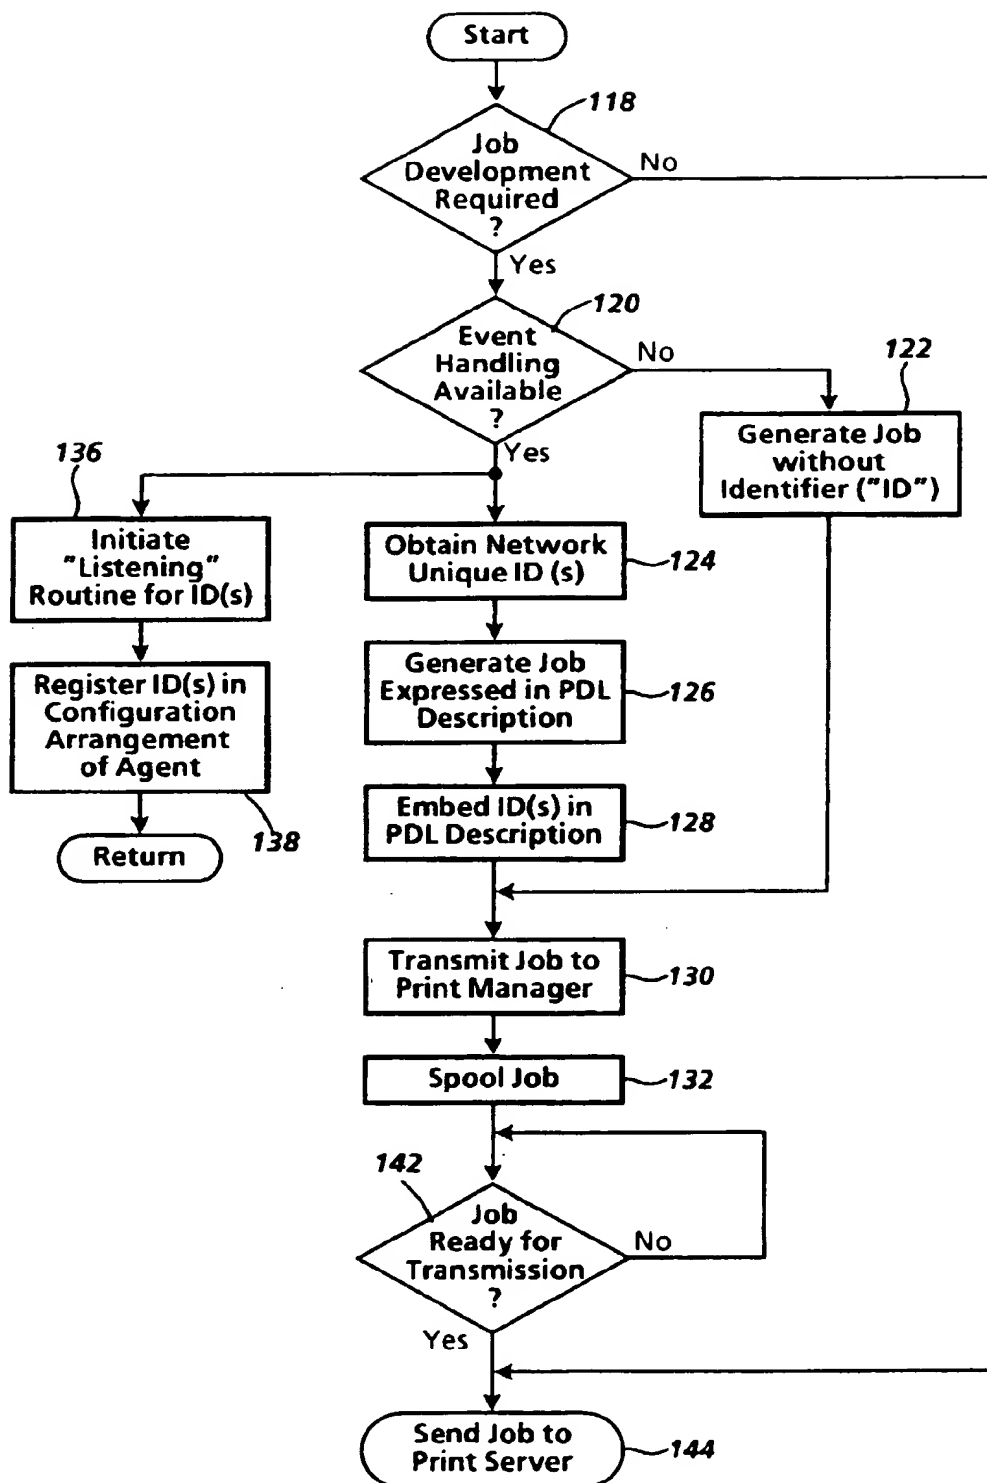 Start
118
Job
Development
Required
?
No
Yes
120
Event
Handling
Available
?
No
Yes
122
Generate Job
without
Identifier ("ID")
136
Initiate
"Listening"
Routine for ID(s)
Obtain Network
Unique ID (s)
124
Register ID(s) in
Configuration
Arrangement
of Agent
138
Return
Generate Job
Expressed in PDL
Description
126
Embed ID(s) in
PDL Description
128
Transmit Job to
Print Manager
130
Spool Job
132
142
Job
Ready for
Transmission
?
No
Yes
Send Job to
Print Server
144